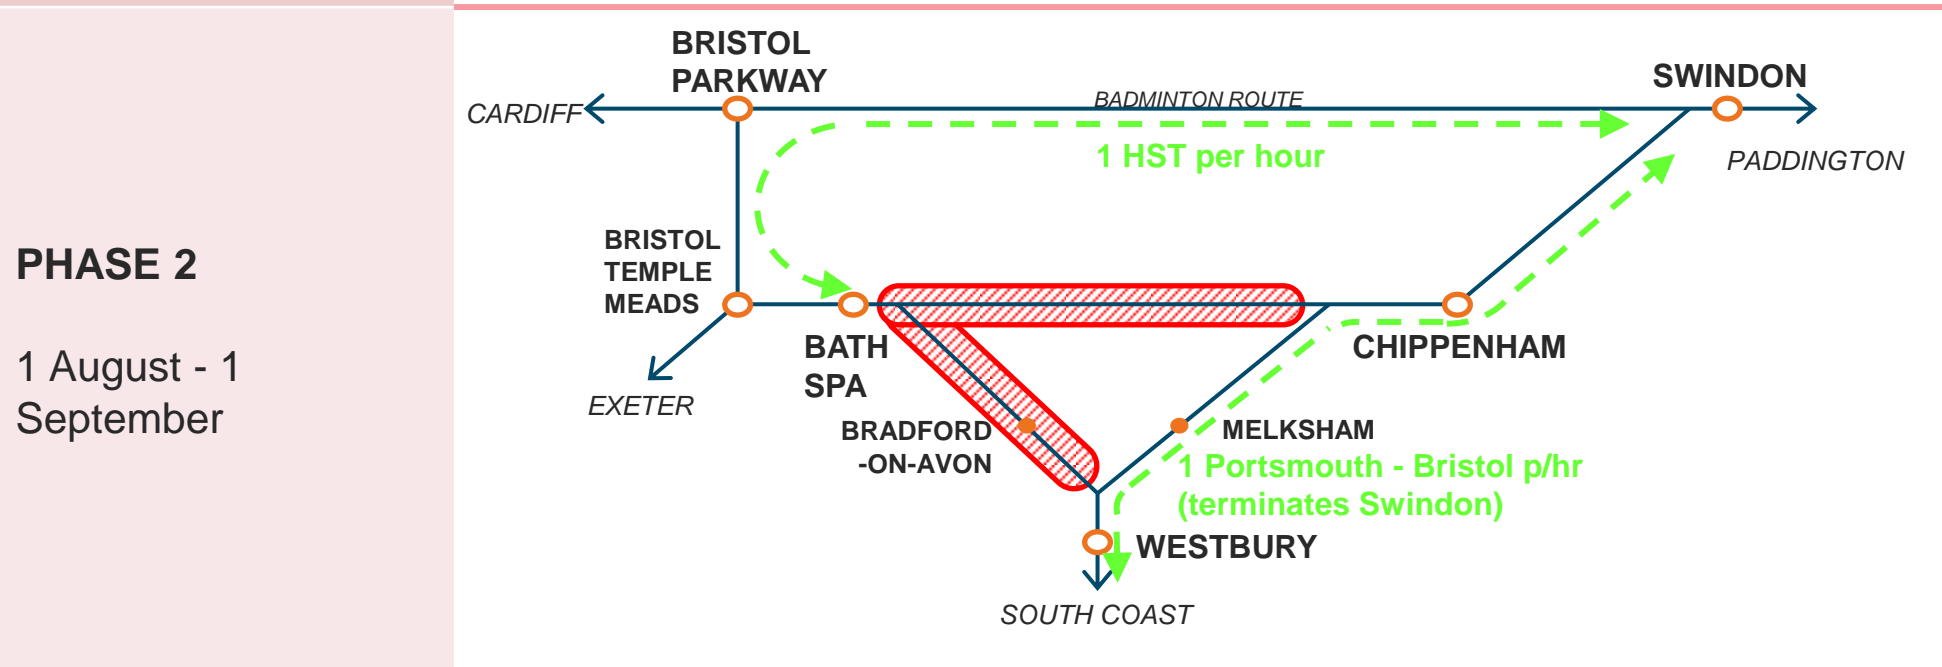 PHASE 2
1 August - 1
September
BRISTOL
PARKWAY
SWINDON
CARDIFF
BADMINTON ROUTE
1 HST per hour
PADDINGTON
BRISTOL
TEMPLE
MEADS
BATH
SPA
CHIPPENHAM
EXETER
BRADFORD
-ON-AVON
MELKSHAM
1 Portsmouth - Bristol p/hr
(terminates Swindon)
WESTBURY
SOUTH COAST